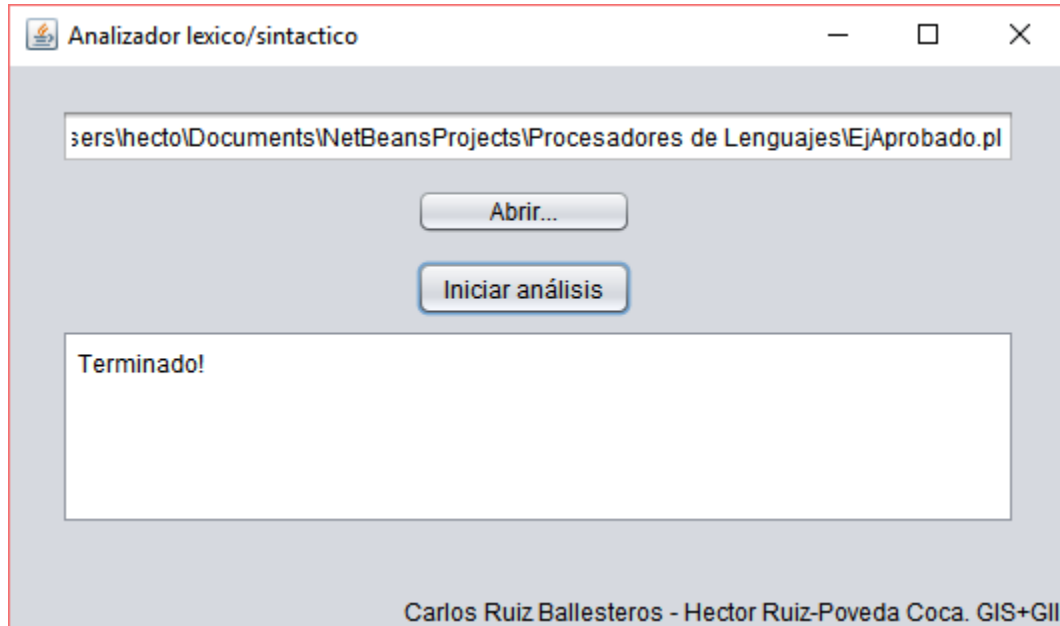 Analizador lexico/sintactico
sers\hecto\Documents\NetBeansProjects\Procesadores de Lenguajes\EjAprobado.pl
Abrir...
Iniciar análisis
Terminado!
Carlos Ruiz Ballesteros - Hector Ruiz-Poveda Coca. GIS+GII